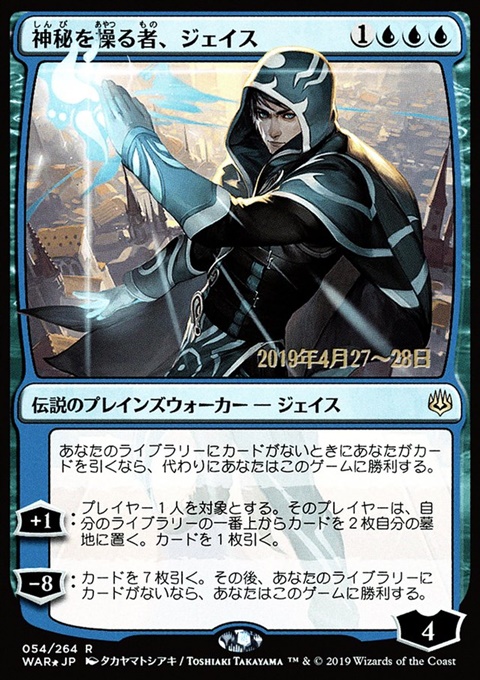 しんぴ あやつ もの
神秘を操る者、ジェイス 1
2019年4月27〜28日
伝説のプレインズウォーカー — ジェイス
あなたのライブラリーにカードがないときにあなたがカー
ドを引くなら、代わりにあなたはこのゲームに勝利する。
+1:プレイヤー1人を対象とする。そのプレイヤーは、自
分のライブラリーの一番上からカードを2枚自分の墓
地に置く。カードを1枚引く。
-8:カードを7枚引く。その後、あなたのライブラリーに
カードがないなら、あなたはこのゲームに勝利する。
4
054/264 R
WAR★JP タカヤマトシアキ / TOSHIAKI TAKAYAMA ™ & © 2019 Wizards of the Coast